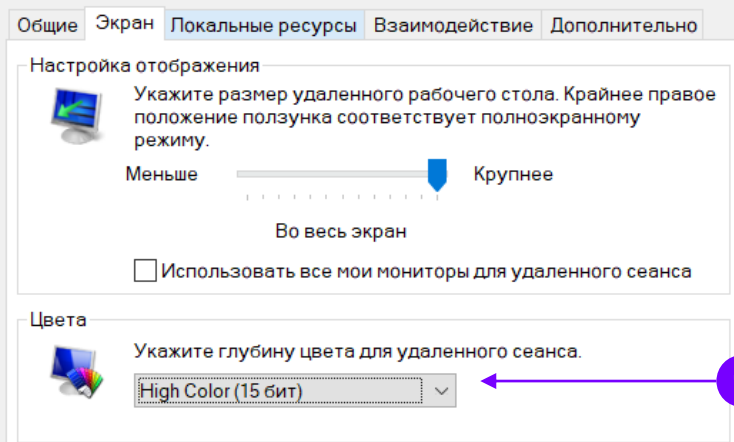 Общие Экран Локальные ресурсы Взаимодействие Дополнительно
Настройка отображения
Укажите размер удаленного рабочего стола. Крайнее правое
положение ползунка соответствует полноэкранному
режиму.
Меньше Крупнее
Во весь экран
Использовать все мои мониторы для удаленного сеанса
Цвета
Укажите глубину цвета для удаленного сеанса.
High Color (15 бит)